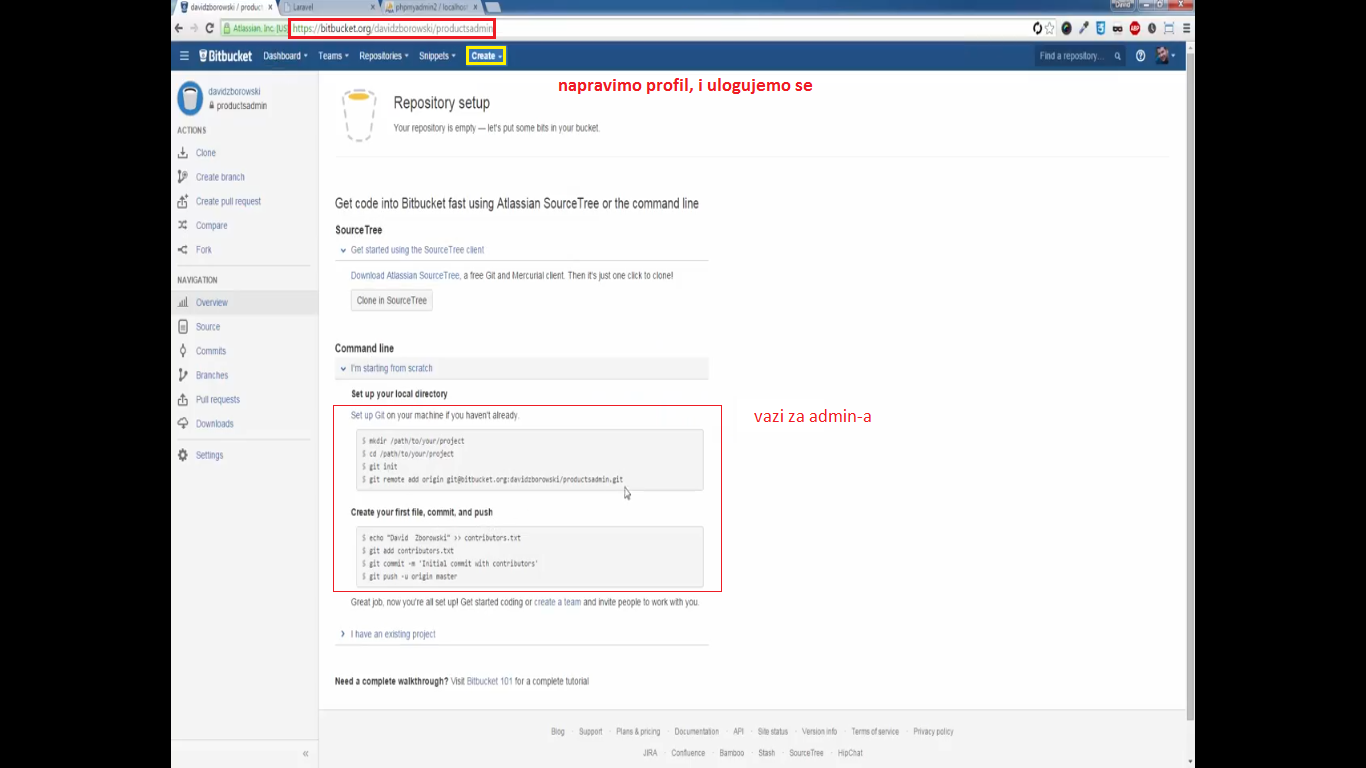 davidzborowski / product
Laravel
phpmyadmin2 / localhos
David
Atlassian, Inc. [US]
https://bitbucket.org/davidzborowski/productsadmin
Bitbucket
Dashboard
Teams
Repositories
Snippets
Create
Find a repository...
napravimo profil, i ulogujemo se
davidzborowski
productsadmin
ACTIONS
Clone
Create branch
Create pull request
Compare
Fork
NAVIGATION
Overview
Source
Commits
Branches
Pull requests
Downloads
Settings
Repository setup
Your repository is empty — let's put some bits in your bucket.
Get code into Bitbucket fast using Atlassian SourceTree or the command line
SourceTree
Get started using the SourceTree client
Download Atlassian SourceTree, a free Git and Mercurial client. Then it's just one click to clone!
Clone in SourceTree
Command line
I'm starting from scratch
Set up your local directory
Set up Git on your machine if you haven't already.
$ mkdir /path/to/your/project
$ cd /path/to/your/project
$ git init
$ git remote add origin git@bitbucket.org:davidzborowski/productsadmin.git
vazi za admin-a
Create your first file, commit, and push
$ echo "David  Zborowski" >> contributors.txt
$ git add contributors.txt
$ git commit -m 'Initial commit with contributors'
$ git push -u origin master
Great job, now you're all set up! Get started coding or create a team and invite people to work with you.
I have an existing project
Need a complete walkthrough? Visit Bitbucket 101 for a complete tutorial
Blog · Support · Plans & pricing · Documentation · API · Site status · Version info · Terms of service · Privacy policy
JIRA · Confluence · Bamboo · Stash · SourceTree · HipChat